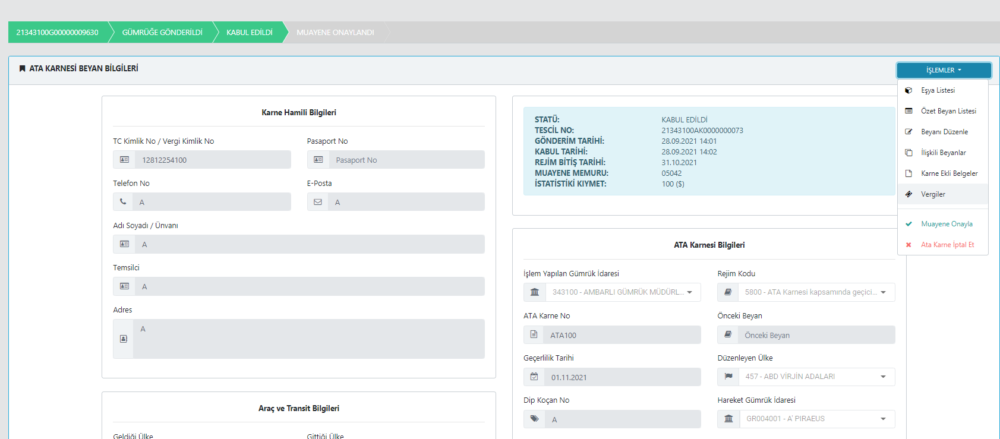 21343100G00000009630
GÜMRÜĞE GÖNDERİLDİ
KABUL EDİLDİ
MUAYENE ONAYLANDI
ATA KARNESİ BEYAN BİLGİLERİ
İŞLEMLER
Eşya Listesi
Özet Beyan Listesi
Beyanı Düzenle
İlişkili Beyanlar
Karne Ekli Belgeler
Vergiler
Muayene Onayla
Ata Karne İptal Et
Karne Hamili Bilgileri
TC Kimlik No / Vergi Kimlik No
12812254100
Pasaport No
Pasaport No
Telefon No
A
E-Posta
A
Adı Soyadı / Ünvanı
A
Temsilci
A
Adres
A
Araç ve Transit Bilgileri
Geldiği Ülke
Gittiği Ülke
STATÜ: KABUL EDİLDİ
TESCİL NO: 21343100AK0000000073
GÖNDERİM TARİHİ: 28.09.2021 14:01
KABUL TARİHİ: 28.09.2021 14:02
REJİM BİTİŞ TARİHİ: 31.10.2021
MUAYENE MEMURU: 05042
İSTATİSTİKİ KIYMET: 100 ($)
ATA Karnesi Bilgileri
İşlem Yapılan Gümrük İdaresi
343100 - AMBARLI GÜMRÜK MÜDÜRL...
Rejim Kodu
5800 - ATA Karnesi kapsamında geçici...
ATA Karne No
ATA100
Önceki Beyan
Önceki Beyan
Geçerlilik Tarihi
01.11.2021
Düzenleyen Ülke
457 - ABD VİRJİN ADALARI
Dip Koçan No
A
Hareket Gümrük İdaresi
GR004001 - A' PIRAEUS